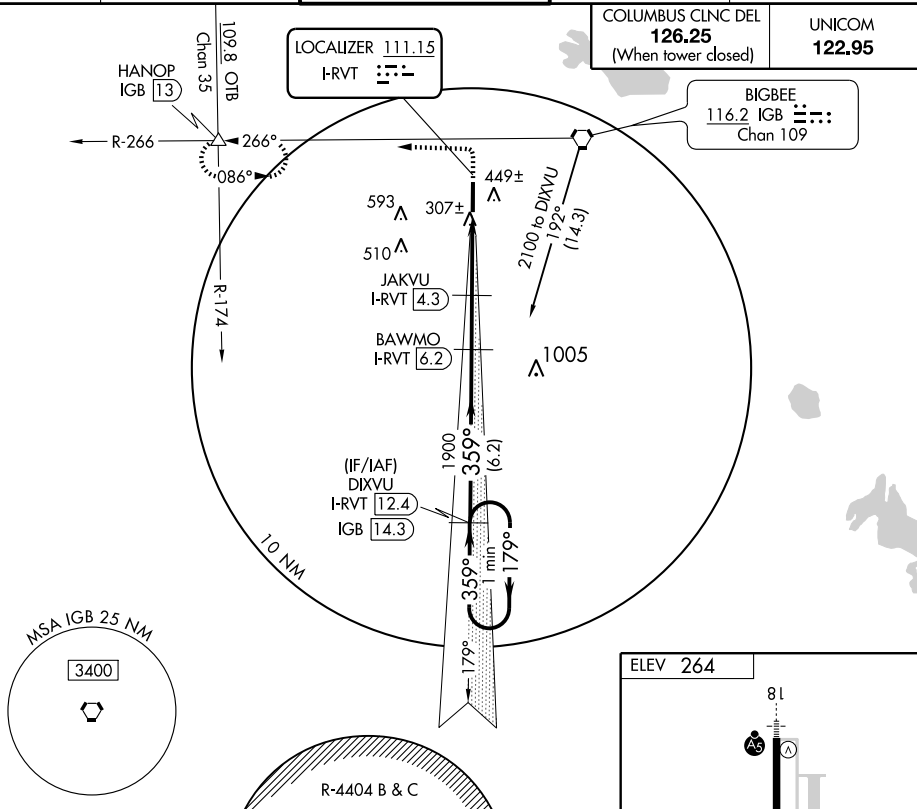 COLUMBUS CLNC DEL
126.25
(When tower closed)
UNICOM
122.95
109.8 OTB
Chan 35
LOCALIZER 111.15
I-RVT
HANOP
IGB 13
BIGBEE
116.2 IGB
Chan 109
R-266
266°
086°
449±
593
307±
510
2100 to DIXVU
192°
(14.3)
R-174
JAKVU
I-RVT 4.3
BAWMO
I-RVT 6.2
1005
1900
359°
(6.2)
(IF/IAF)
DIXVU
I-RVT 12.4
IGB 14.3
10 NM
359°
1 min
179°
179°
MSA IGB 25 NM
3400
ELEV 264
18
A5
R-4404 B & C